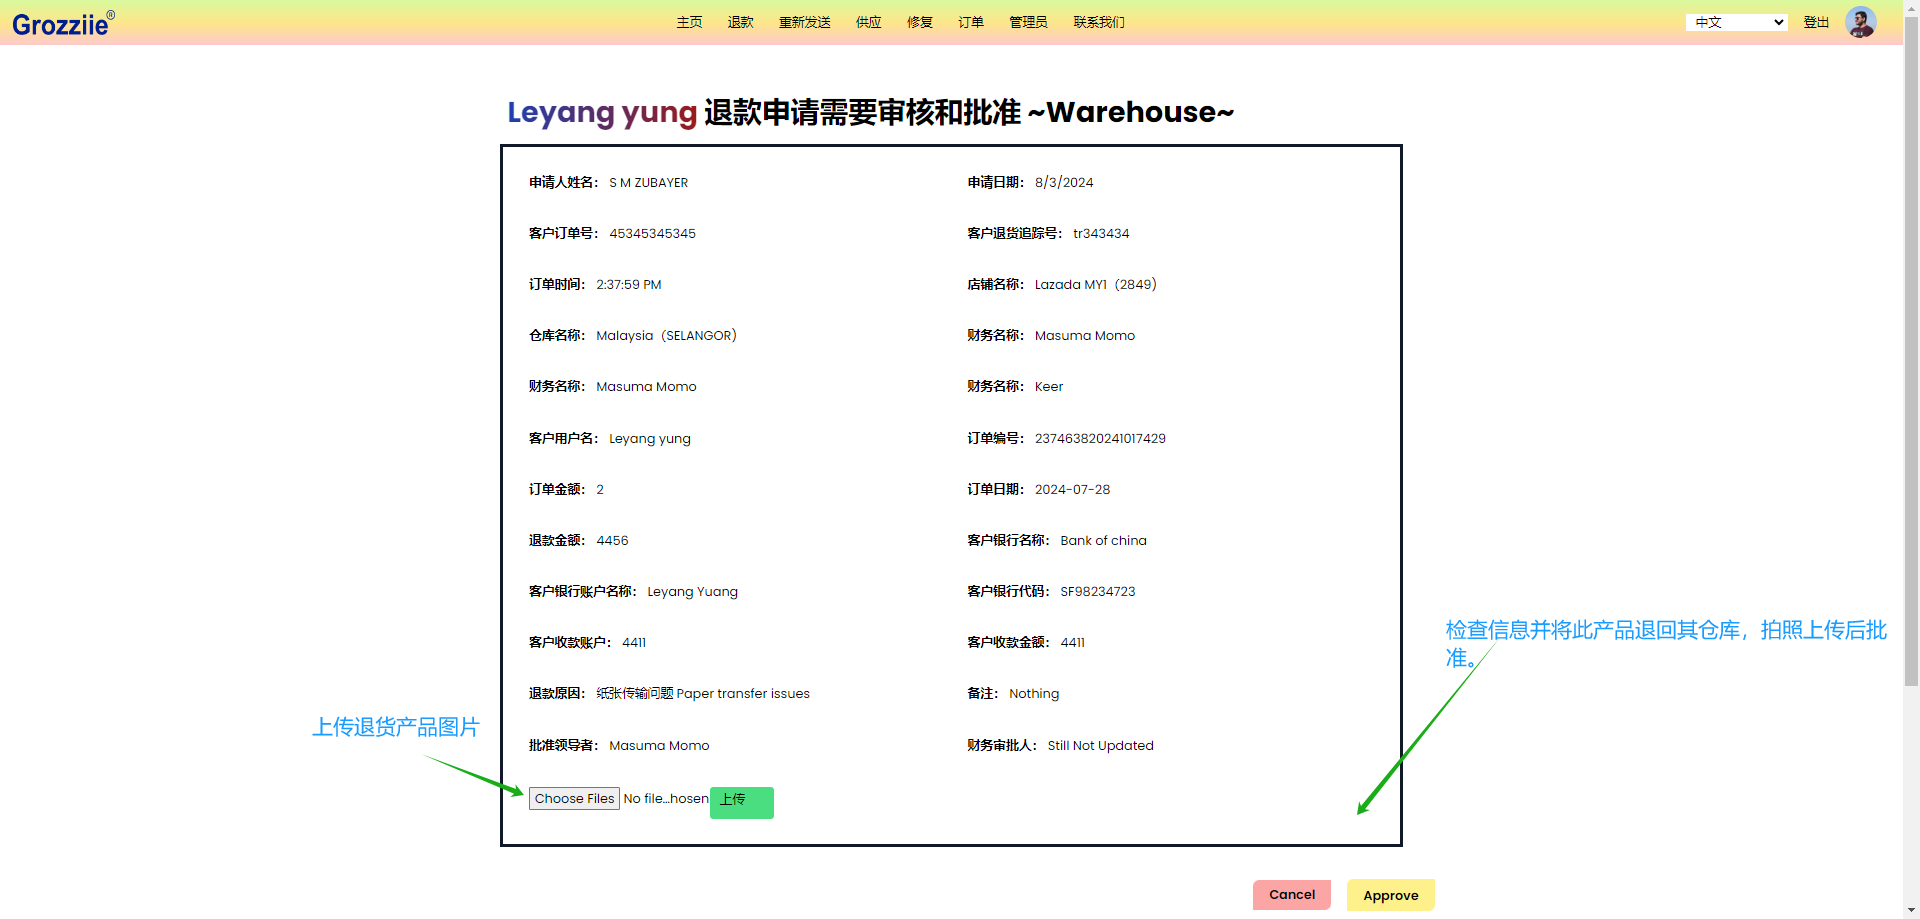 Grozziie®
主页 退款 重新发送 供应 修复 订单 管理员 联系我们
中文 登出
Leyang yung 退款申请需要审核和批准 ~Warehouse~
申请人姓名: S M ZUBAYER 申请日期: 8/3/2024
客户订单号: 45345345345 客户退货追踪号: tr343434
订单时间: 2:37:59 PM 店铺名称: Lazada MY1（2849）
仓库名称: Malaysia（SELANGOR） 财务名称: Masuma Momo
财务名称: Masuma Momo 财务名称: Keer
客户用户名: Leyang yung 订单编号: 237463820241017429
订单金额: 2 订单日期: 2024-07-28
退款金额: 4456 客户银行名称: Bank of china
客户银行账户名称: Leyang Yuang 客户银行代码: SF98234723
客户收款账户: 4411 客户收款金额: 4411
检查信息并将此产品退回其仓库，拍照上传后批
准。
退款原因: 纸张传输问题 Paper transfer issues 备注: Nothing
上传退货产品图片
批准领导者: Masuma Momo 财务审批人: Still Not Updated
Choose Files No file...hosen 上传
Cancel Approve